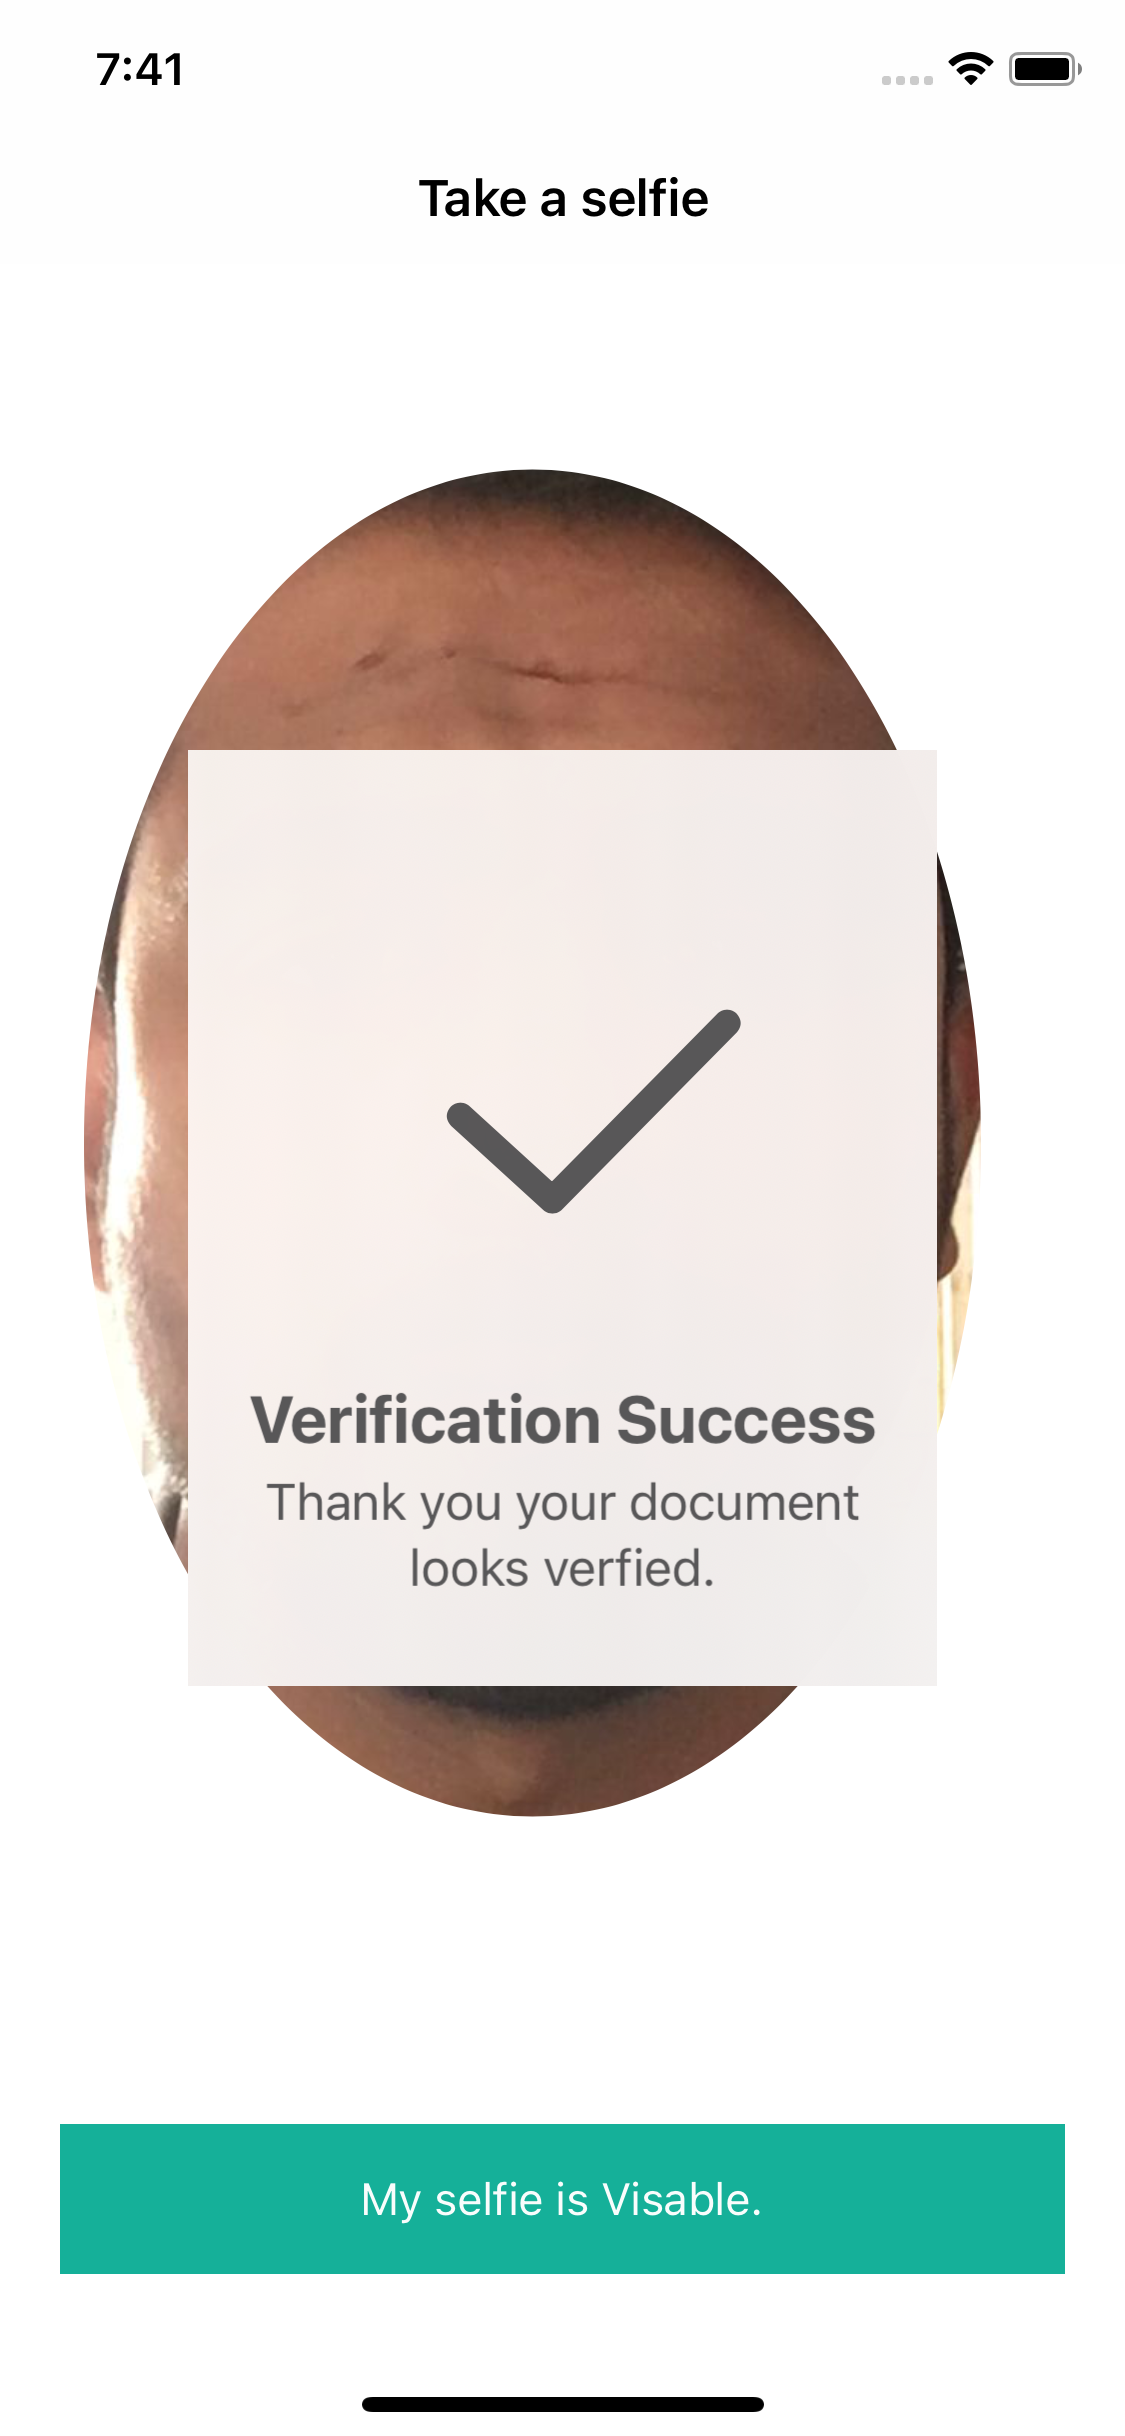 7:41
Take a selfie
Verification Success
Thank you your document
looks verfied.
My selfie is Visable.